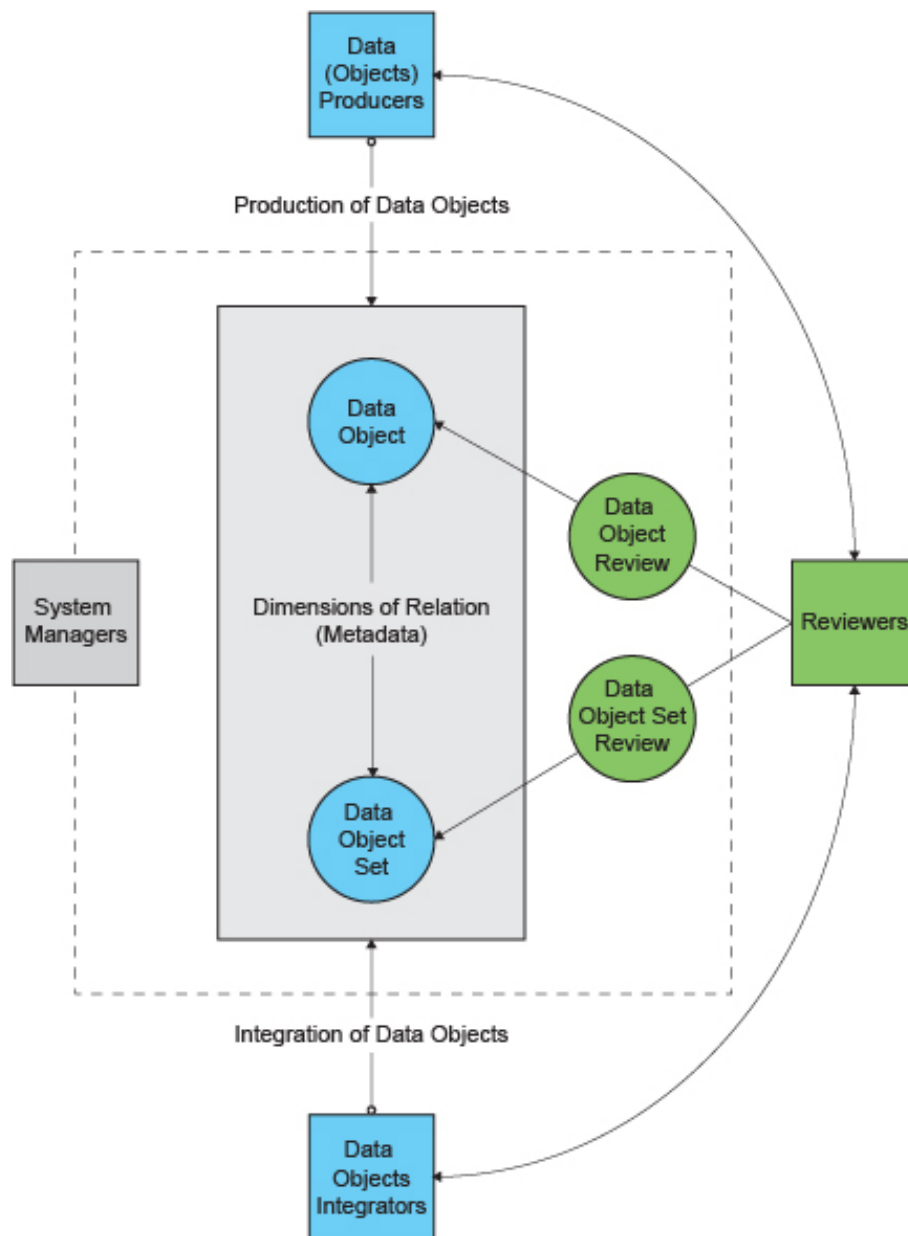 Data
(Objects)
Producers
Production of Data Objects
Data
Object
Data
Object
Review
System
Managers
Dimensions of Relation
(Metadata)
Reviewers
Data
Object Set
Review
Data
Object
Set
Integration of Data Objects
Data
Objects
Integrators